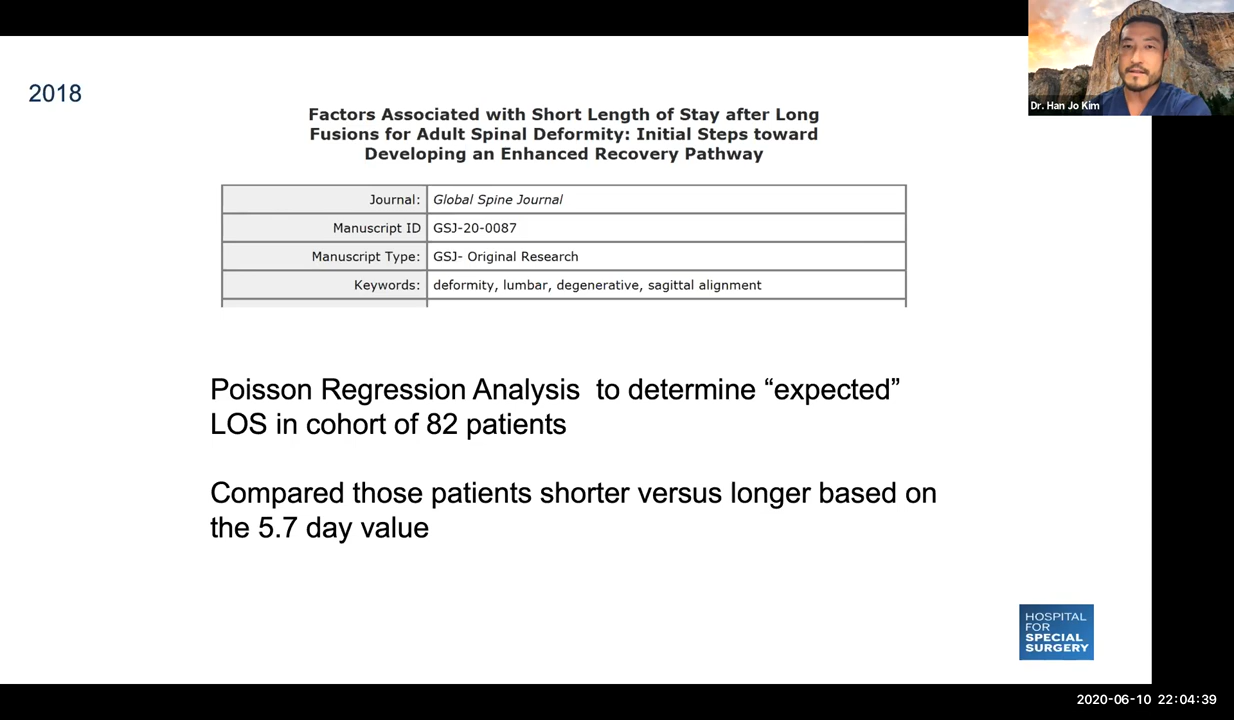 2018
Factors Associated with Short Length of Stay after Long
Fusions for Adult Spinal Deformity: Initial Steps toward
Developing an Enhanced Recovery Pathway
Journal: Global Spine Journal
Manuscript ID GSJ-20-0087
Manuscript Type: GSJ- Original Research
Keywords: deformity, lumbar, degenerative, sagittal alignment
Poisson Regression Analysis  to determine “expected”
LOS in cohort of 82 patients
Compared those patients shorter versus longer based on
the 5.7 day value
HOSPITAL
FOR
SPECIAL
SURGERY
Dr. Han Jo Kim
2020-06-10 22:04:39